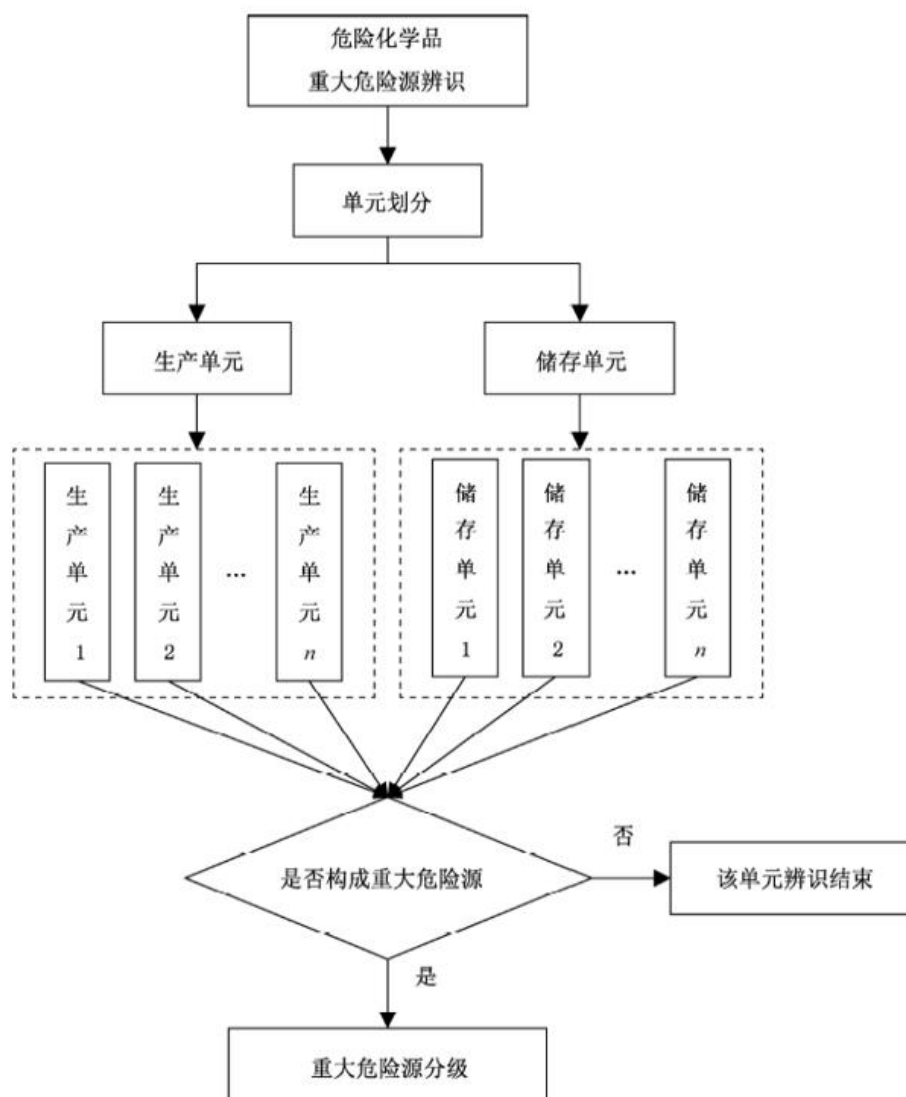 危险化学品
重大危险源辨识
单元划分
生产单元
储存单元
生产单元1
生产单元2
...
生产单元n
储存单元1
储存单元2
...
储存单元n
是否构成重大危险源
否
该单元辨识结束
是
重大危险源分级